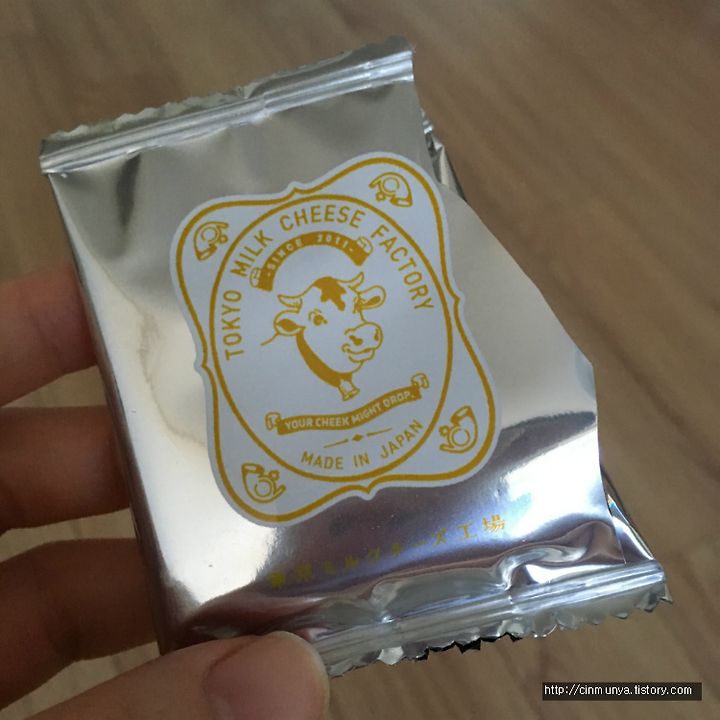 TOKYO MILK CHEESE FACTORY
-SINCE 2011-
YOUR CHEEK MIGHT DROP.
MADE IN JAPAN
東京ミルクチーズ工場
http://cinmunya.tistory.com